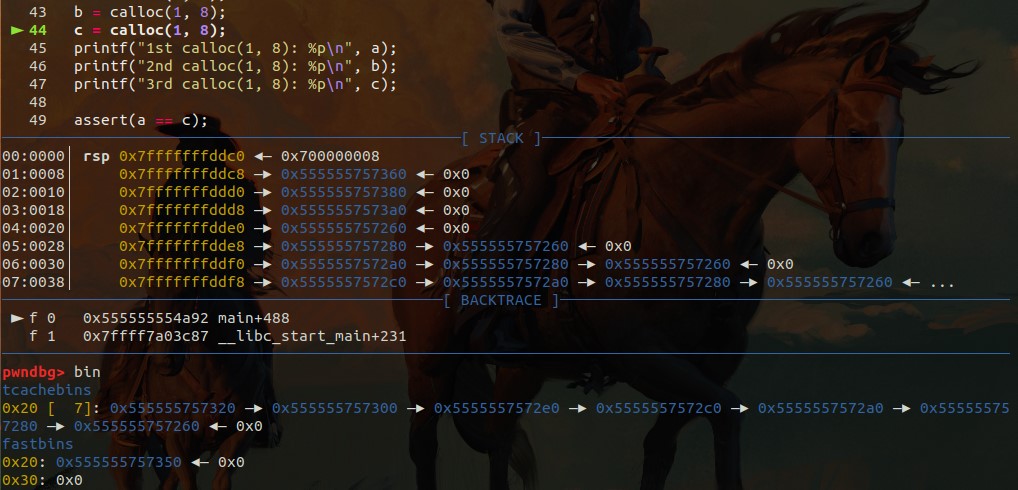 43   b = calloc(1, 8);
► 44   c = calloc(1, 8);
45   printf("1st calloc(1, 8): %p\n", a);
46   printf("2nd calloc(1, 8): %p\n", b);
47   printf("3rd calloc(1, 8): %p\n", c);
48
49   assert(a == c);
[ STACK ]
00:0000│ rsp 0x7fffffffddc0 ◂— 0x700000008
01:0008│     0x7fffffffddc8 —▸ 0x555555757360 ◂— 0x0
02:0010│     0x7fffffffddd0 —▸ 0x555555757380 ◂— 0x0
03:0018│     0x7fffffffddd8 —▸ 0x5555557573a0 ◂— 0x0
04:0020│     0x7fffffffdde0 —▸ 0x555555757260 ◂— 0x0
05:0028│     0x7fffffffdde8 —▸ 0x555555757280 —▸ 0x555555757260 ◂— 0x0
06:0030│     0x7fffffffddf0 —▸ 0x5555557572a0 —▸ 0x555555757280 —▸ 0x555555757260 ◂— 0x0
07:0038│     0x7fffffffddf8 —▸ 0x5555557572c0 —▸ 0x5555557572a0 —▸ 0x555555757280 —▸ 0x555555757260 ◂— ...
[ BACKTRACE ]
► f 0   0x555555554a92 main+488
f 1   0x7ffff7a03c87 __libc_start_main+231
pwndbg> bin
tcachebins
0x20 [  7]: 0x555555757320 —▸ 0x555555757300 —▸ 0x5555557572e0 —▸ 0x5555557572c0 —▸ 0x5555557572a0 —▸ 0x55555575
7280 —▸ 0x555555757260 ◂— 0x0
fastbins
0x20: 0x555555757350 ◂— 0x0
0x30: 0x0